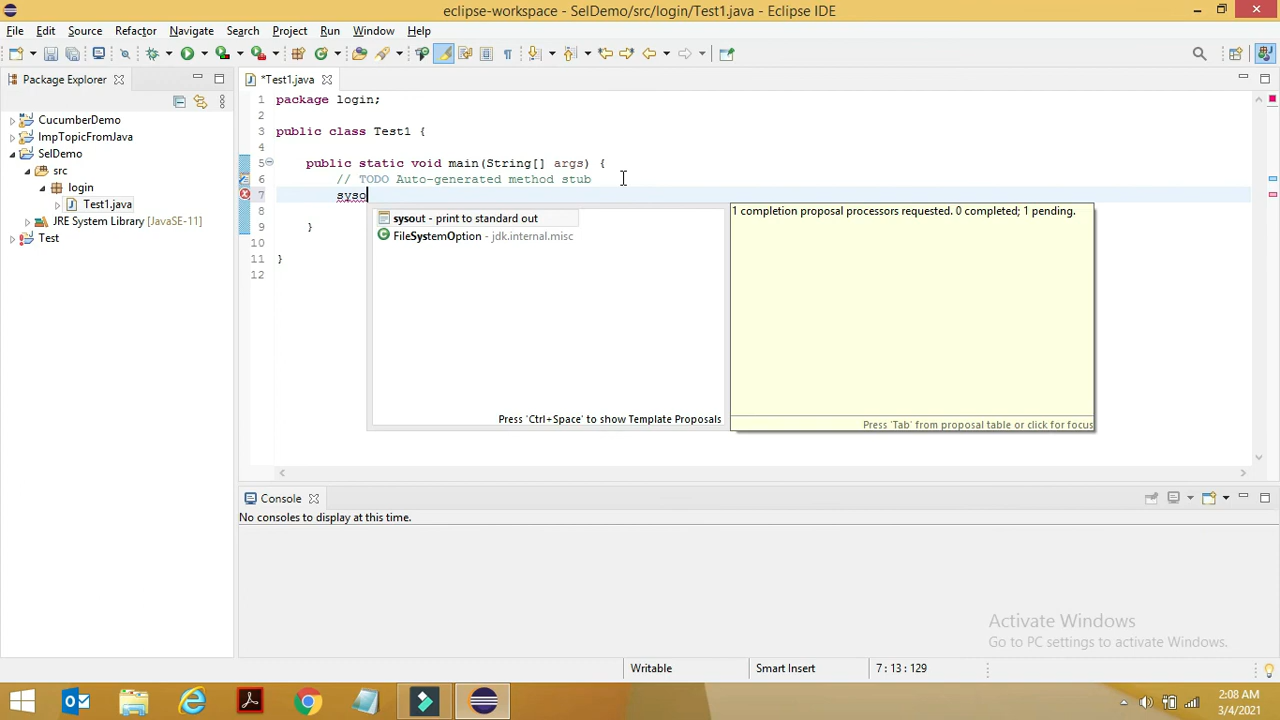 eclipse-workspace - SelDemo/src/login/Test1.java - Eclipse IDE
File Edit Source Refactor Navigate Search Project Run Window Help
Package Explorer
*Test1.java
CucumberDemo
ImpTopicFromJava
SelDemo
src
login
Test1.java
JRE System Library [JavaSE-11]
Test
1 package login;
2
3 public class Test1 {
4
5 public static void main(String[] args) {
6 // TODO Auto-generated method stub
7 syso
8
9 }
10
11 }
12
sysout - print to standard out
FileSystemOption - jdk.internal.misc
Press 'Ctrl+Space' to show Template Proposals
1 completion proposal processors requested. 0 completed; 1 pending.
Press 'Tab' from proposal table or click for focus
Console
No consoles to display at this time.
Activate Windows
Go to PC settings to activate Windows.
Writable Smart Insert 7 : 13 : 129
2:08 AM
3/4/2021